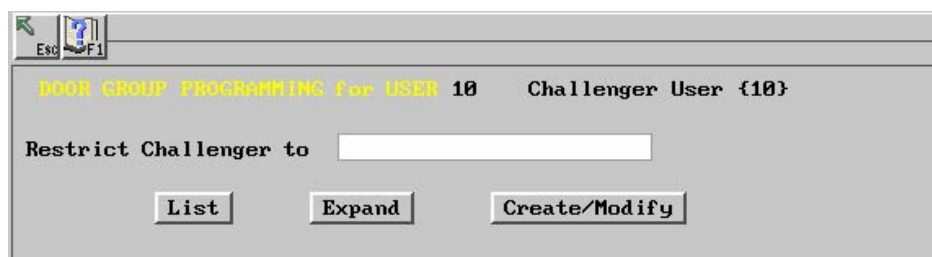 Esc F1
DOOR GROUP PROGRAMMING for USER 10 Challenger User {10}
Restrict Challenger to
List Expand Create/Modify